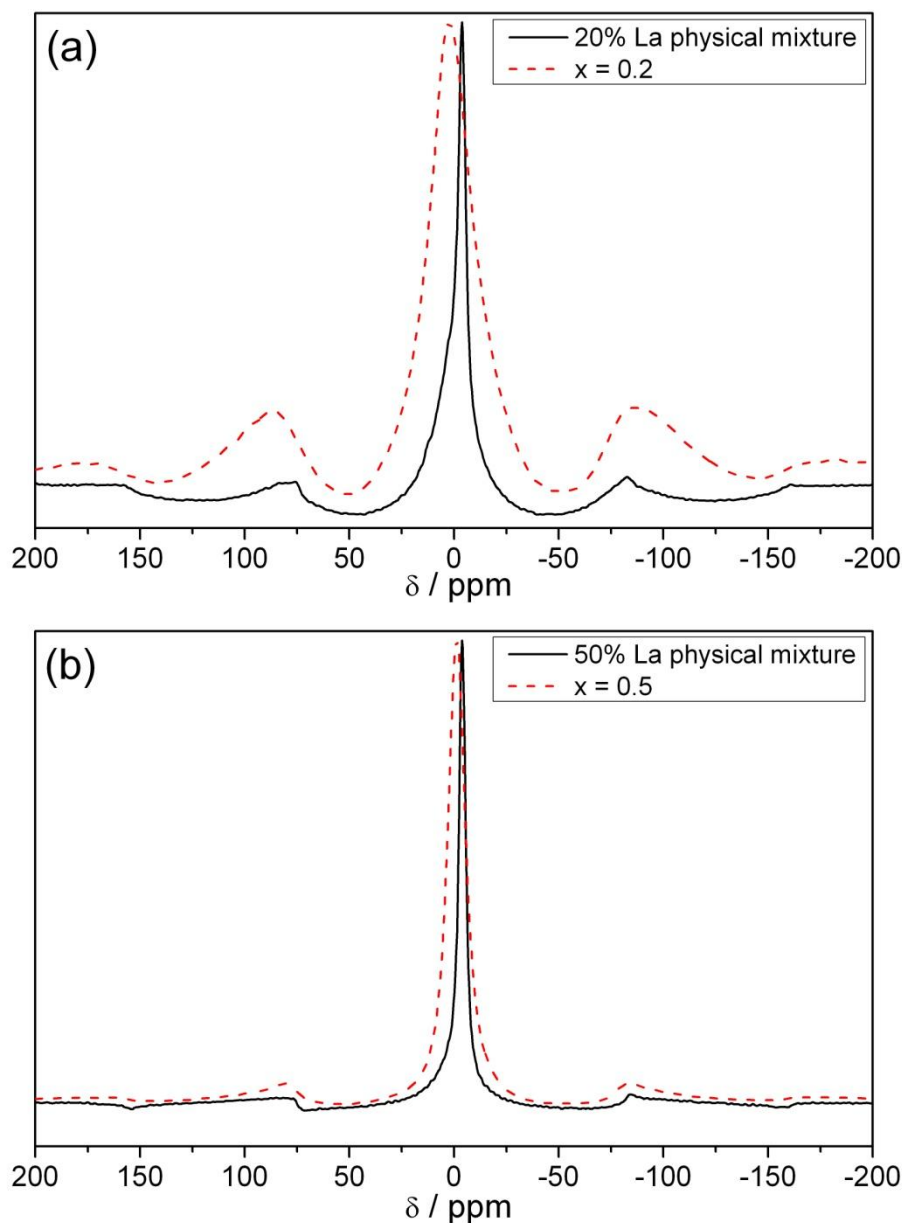 (a)
20% La physical mixture
x = 0.2
200 150 100 50 0 -50 -100 -150 -200
δ / ppm
(b)
50% La physical mixture
x = 0.5
200 150 100 50 0 -50 -100 -150 -200
δ / ppm